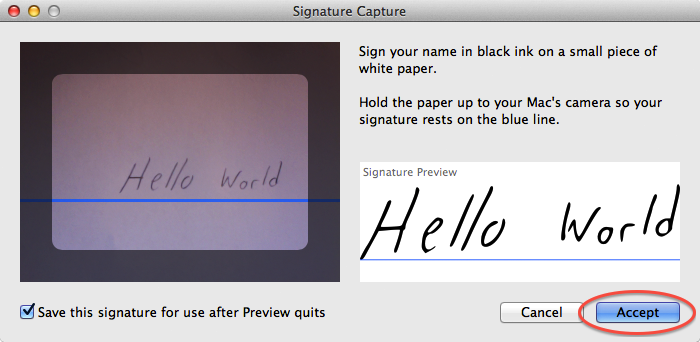 Signature Capture
Sign your name in black ink on a small piece of
white paper.
Hold the paper up to your Mac's camera so your
signature rests on the blue line.
Hello World
Signature Preview
Hello World
Save this signature for use after Preview quits
Cancel
Accept